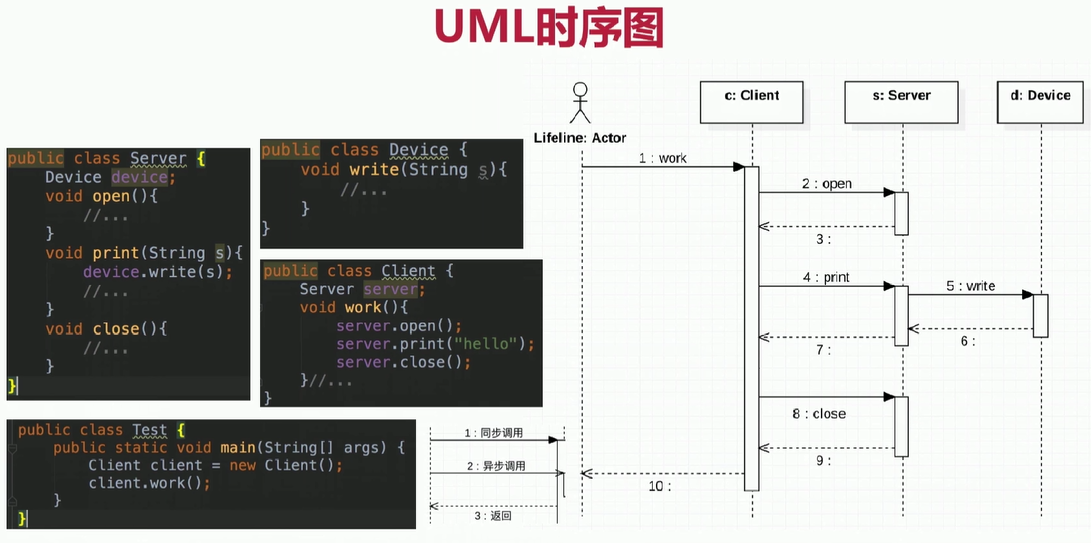 UML时序图
public class Server {
Device device;
void open(){
//...
}
void print(String s){
device.write(s);
//...
}
void close(){
//...
}
}
public class Device {
void write(String s){
//...
}
}
public class Client {
Server server;
void work(){
server.open();
server.print("hello");
server.close();
}//...
}
public class Test {
public static void main(String[] args) {
Client client = new Client();
client.work();
}
}
1 : 同步调用
2 : 异步调用
3 : 返回
Lifeline: Actor
c: Client
s: Server
d: Device
1 : work
2 : open
3 :
4 : print
5 : write
6 :
7 :
8 : close
9 :
10 :